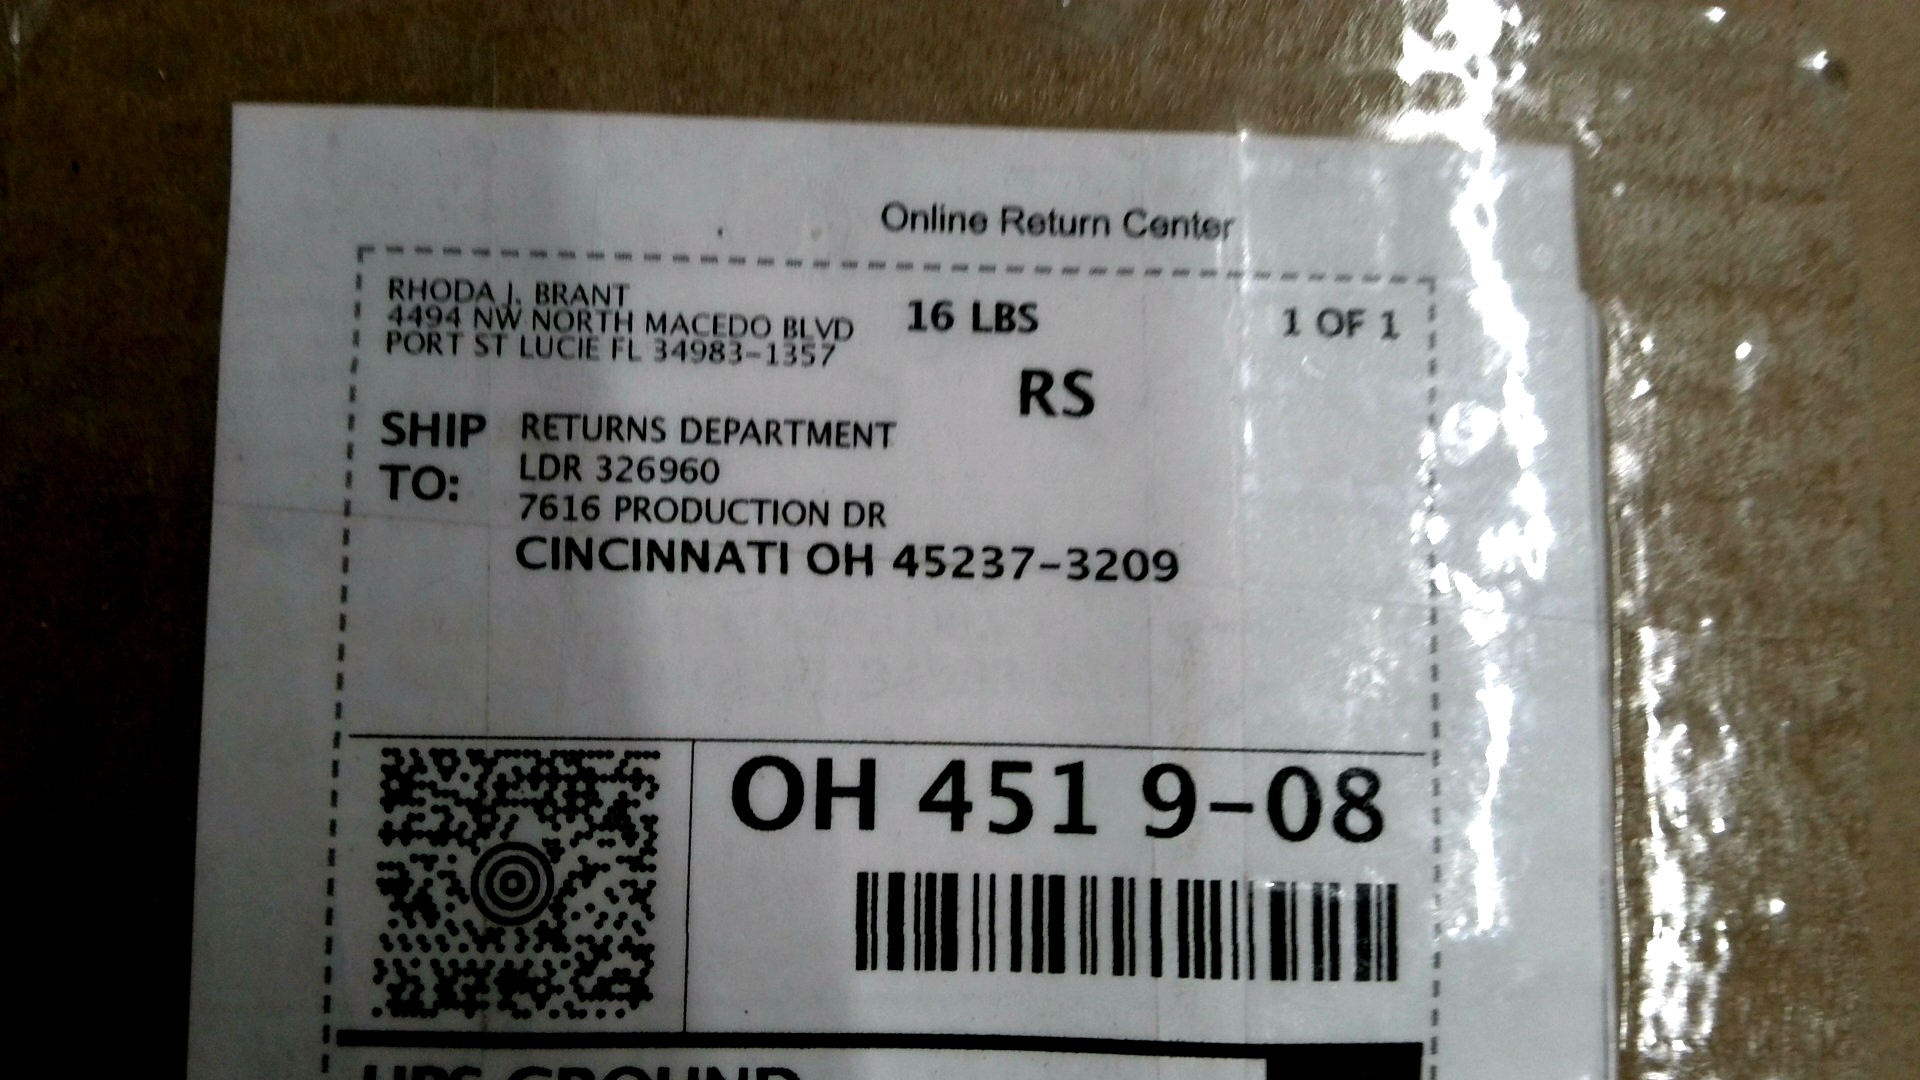 Online Return Center
RHODA J. BRANT
4494 NW NORTH MACEDO BLVD
PORT ST LUCIE FL 34983-1357
16 LBS
1 OF 1
RS
SHIP TO:
RETURNS DEPARTMENT
LDR 326960
7616 PRODUCTION DR
CINCINNATI OH 45237-3209
OH 451 9-08
UPS GROUND